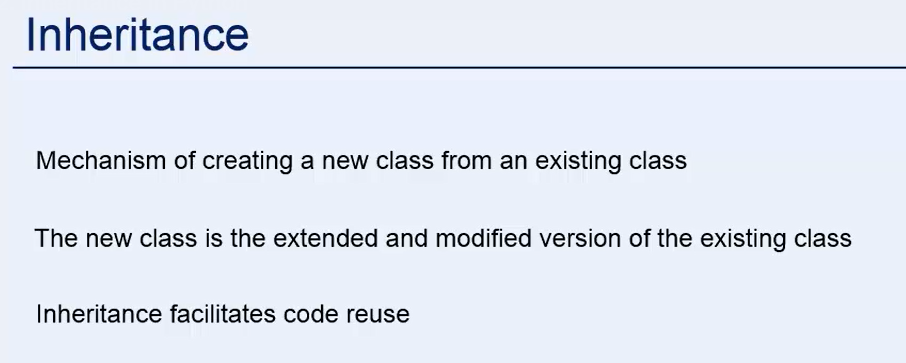 Inheritance
Mechanism of creating a new class from an existing class
The new class is the extended and modified version of the existing class
Inheritance facilitates code reuse